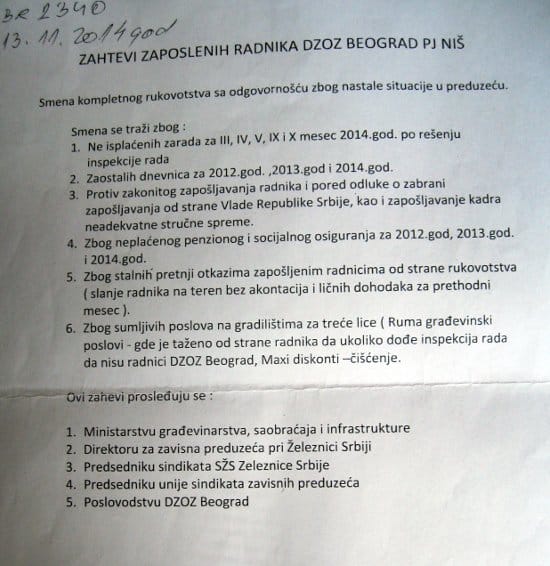 BR 2340
13. 11. 2014 god
ZAHTEVI ZAPOSLENIH RADNIKA DZOZ BEOGRAD PJ NIŠ
Smena kompletnog rukovotstva sa odgovornošću zbog nastale situacije u preduzeću.
Smena se traži zbog :
1. Ne isplaćenih zarada za III, IV, V, IX i X mesec 2014.god. po rešenju
inspekcije rada
2. Zaostalih dnevnica za 2012.god. ,2013.god i 2014.god.
3. Protiv zakonitog zapošljavanja radnika i pored odluke o zabrani
zapošljavanja od strane Vlade Republike Srbije, kao i zapošljavanje kadra
neadekvatne stručne spreme.
4. Zbog neplaćenog penzionog i socijalnog osiguranja za 2012.god, 2013.god.
i 2014.god.
5. Zbog stalnih pretnji otkazima zapošljenim radnicima od strane rukovotstva
( slanje radnika na teren bez akontacija i ličnih dohodaka za prethodni
mesec ).
6. Zbog sumljivih poslova na gradilištima za treće lice ( Ruma građevinski
poslovi - gde je taženo od strane radnika da ukoliko dođe inspekcija rada
da nisu radnici DZOZ Beograd, Maxi diskonti –čišćenje.
Ovi zahevi prosleđuju se :
1. Ministarstvu građevinarstva, saobraćaja i infrastrukture
2. Direktoru za zavisna preduzeća pri Železnici Srbiji
3. Predsedniku sindikata SŽS Zeleznice Srbije
4. Predsedniku unije sindikata zavisnih preduzeća
5. Poslovodstvu DZOZ Beograd